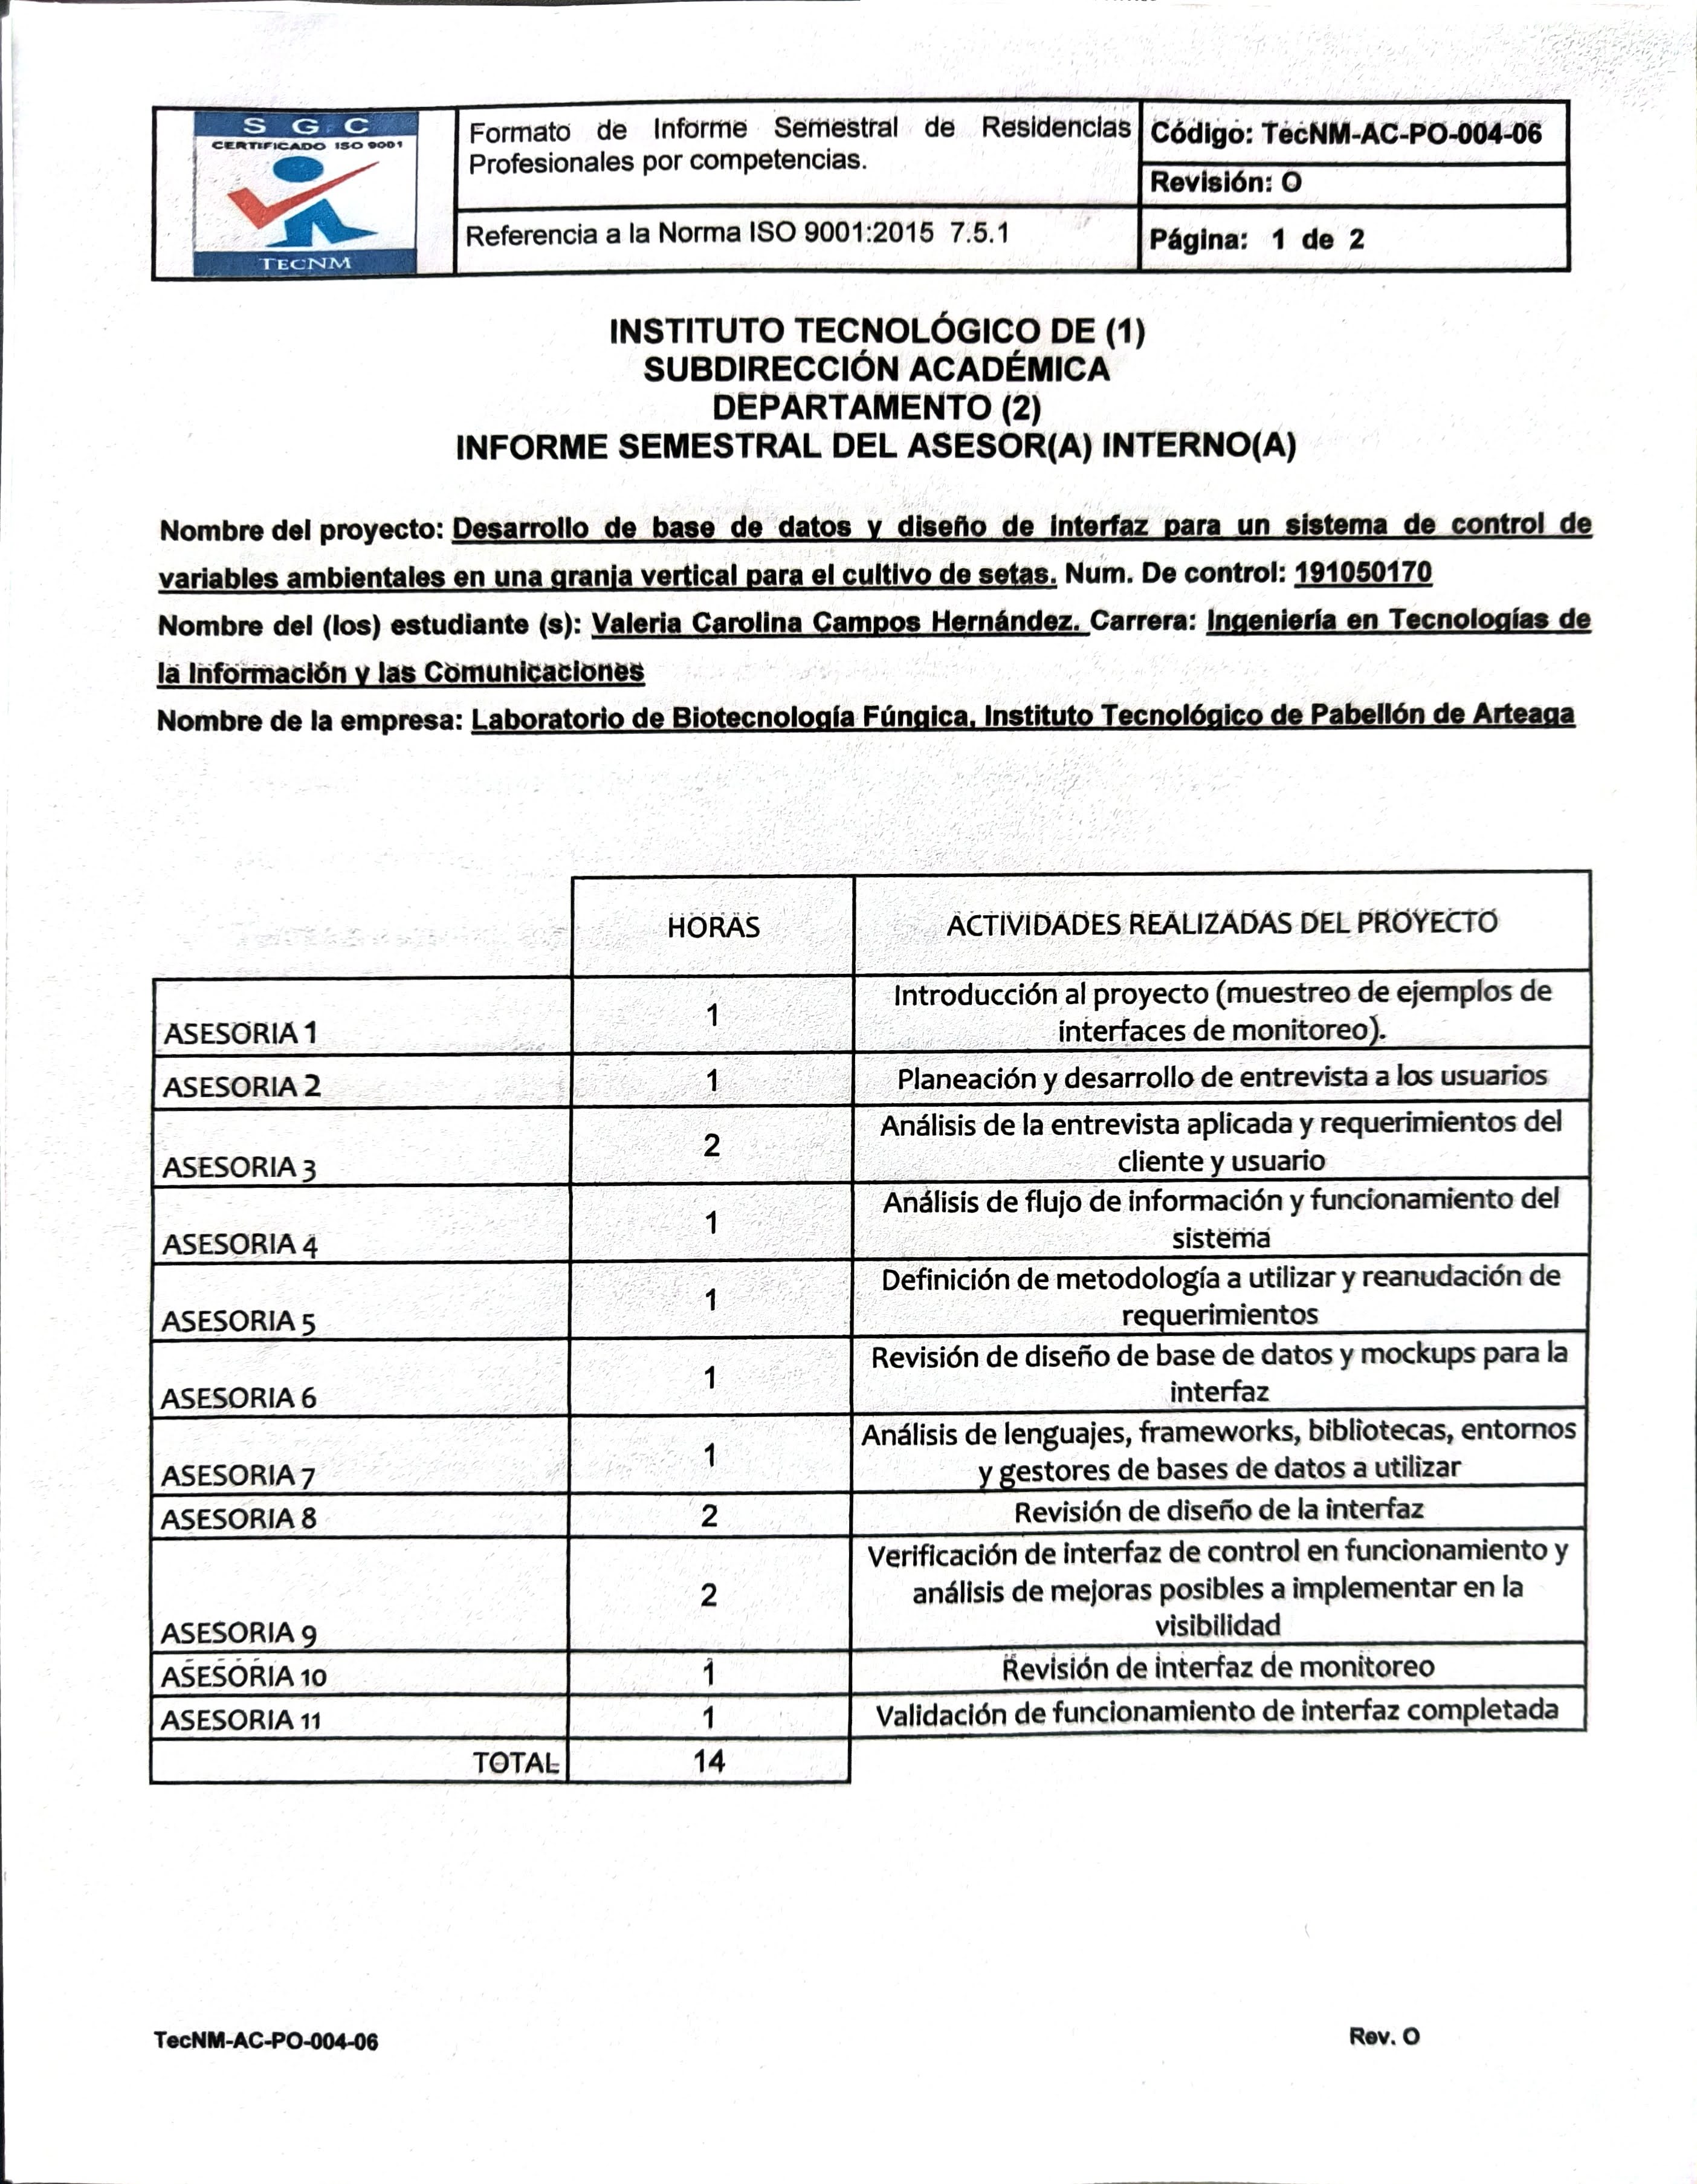 S G C
CERTIFICADO ISO 9001
TECNM
Formato de Informe Semestral de Residencias
Profesionales por competencias.
Referencia a la Norma ISO 9001:2015 7.5.1
Código: TecNM-AC-PO-004-06
Revisión: O
Página: 1 de 2
INSTITUTO TECNOLÓGICO DE (1)
SUBDIRECCIÓN ACADÉMICA
DEPARTAMENTO (2)
INFORME SEMESTRAL DEL ASESOR(A) INTERNO(A)
Nombre del proyecto: Desarrollo de base de datos y diseño de interfaz para un sistema de control de
variables ambientales en una granja vertical para el cultivo de setas. Num. De control: 191050170
Nombre del (los) estudiante (s): Valeria Carolina Campos Hernández. Carrera: Ingeniería en Tecnologías de
la Información y las Comunicaciones
Nombre de la empresa: Laboratorio de Biotecnología Fúngica, Instituto Tecnológico de Pabellón de Arteaga
HORAS
ACTIVIDADES REALIZADAS DEL PROYECTO
ASESORIA 1
1
Introducción al proyecto (muestreo de ejemplos de
interfaces de monitoreo).
ASESORIA 2
1
Planeación y desarrollo de entrevista a los usuarios
ASESORIA 3
2
Análisis de la entrevista aplicada y requerimientos del
cliente y usuario
ASESORIA 4
1
Análisis de flujo de información y funcionamiento del
sistema
ASESORIA 5
1
Definición de metodología a utilizar y reanudación de
requerimientos
ASESORIA 6
1
Revisión de diseño de base de datos y mockups para la
interfaz
ASESORIA 7
1
Análisis de lenguajes, frameworks, bibliotecas, entornos
y gestores de bases de datos a utilizar
ASESORIA 8
2
Revisión de diseño de la interfaz
ASESORIA 9
2
Verificación de interfaz de control en funcionamiento y
análisis de mejoras posibles a implementar en la
visibilidad
ASESORIA 10
1
Revisión de interfaz de monitoreo
ASESORIA 11
1
Validación de funcionamiento de interfaz completada
TOTAL
14
TecNM-AC-PO-004-06
Rev. O